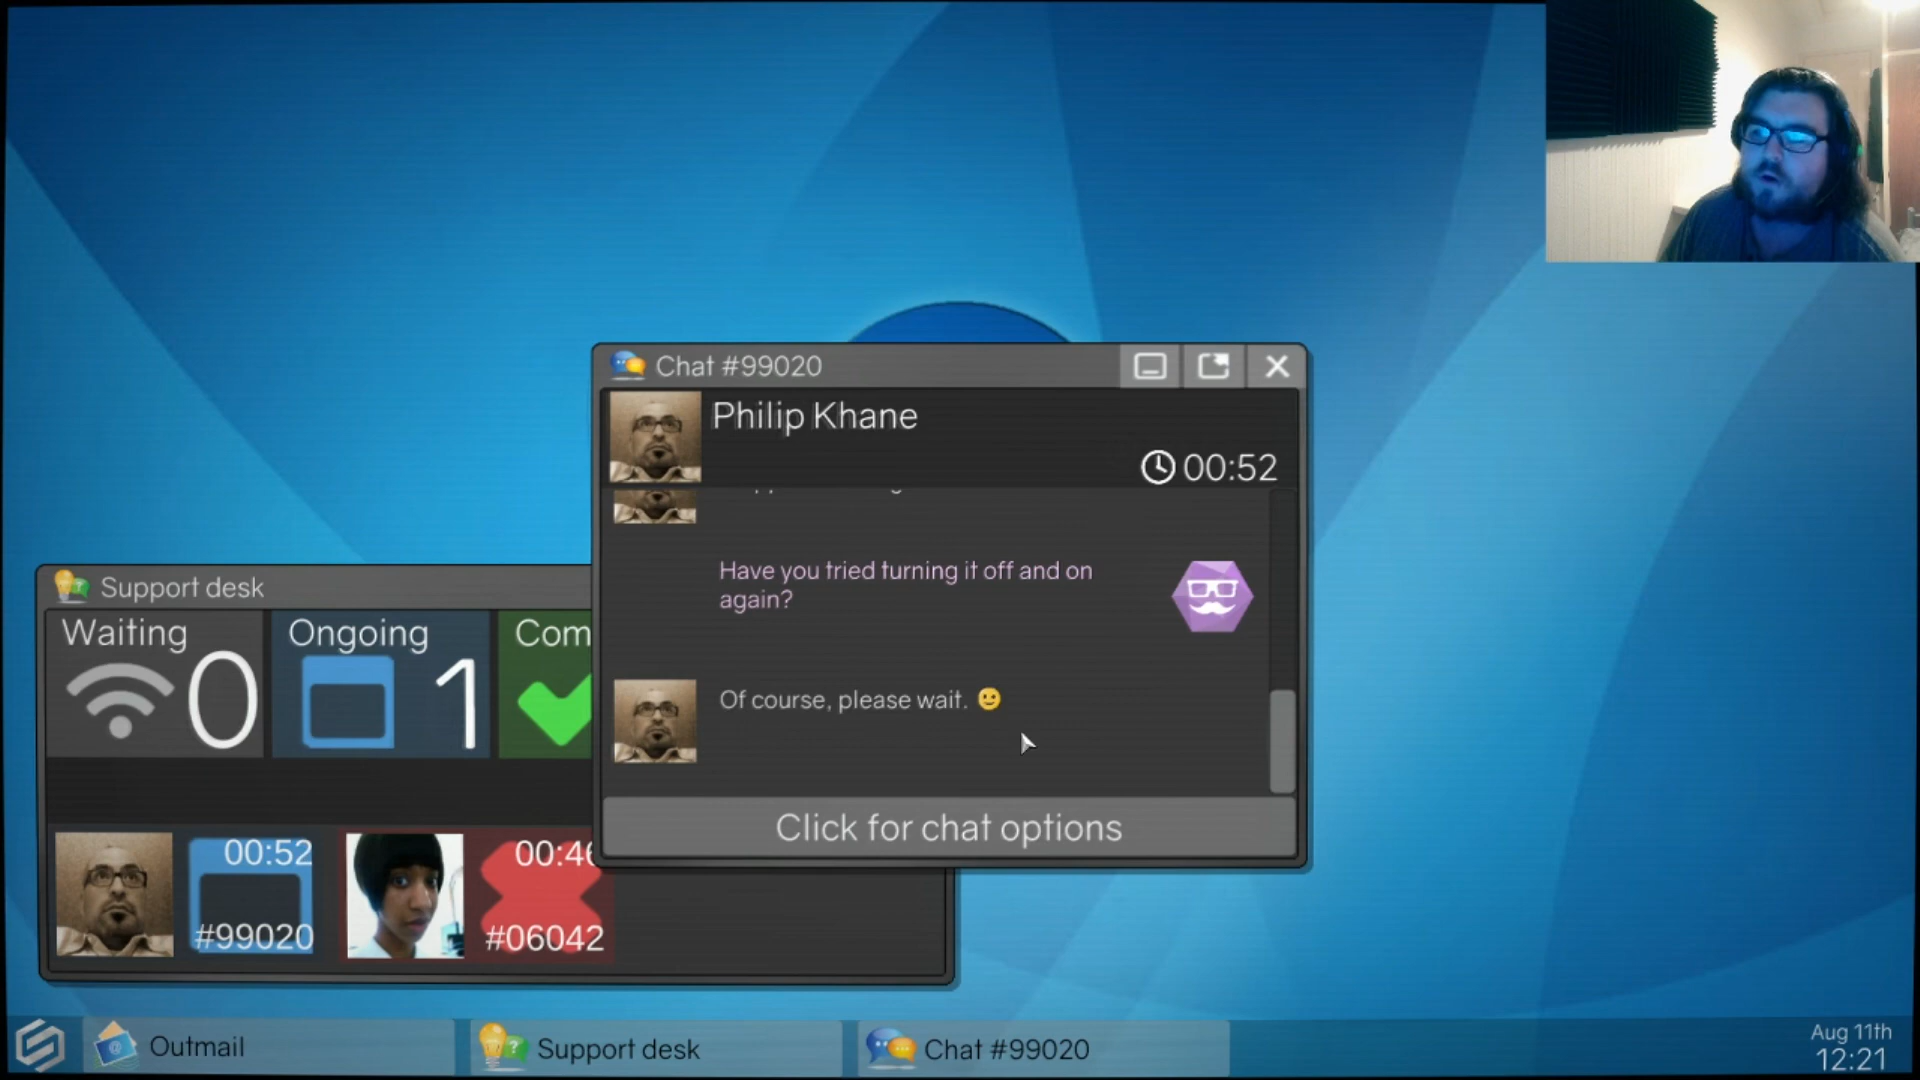 Chat #99020
Philip Khane
00:52
Have you tried turning it off and on
again?
Of course, please wait.
Click for chat options
Support desk
Waiting
0
Ongoing
1
Com
00:52
#99020
00:46
#06042
Outmail
Support desk
Chat #99020
Aug 11th
12:21